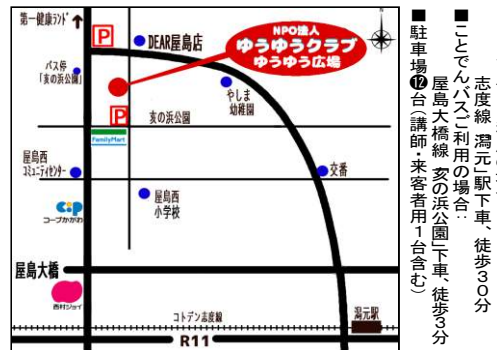 第一健康ランド
P
DEAR屋島店
NPO法人
ゆうゆうクラブ
ゆうゆう広場
N
バス停
「亥の浜公園」
やしま
幼稚園
P
亥の浜公園
FamilyMart
屋島西
コミュニティセンター
交番
屋島西
小学校
コープかがわ
屋島大橋
西村ジョイ
コトデン志度線
潟元駅
R11
志度線「潟元」駅下車、徒歩30分
■ことでんバスご利用の場合：
屋島大橋線「亥の浜公園」下車、徒歩3分
■駐車場⓬台（講師・来客者用1台含む）